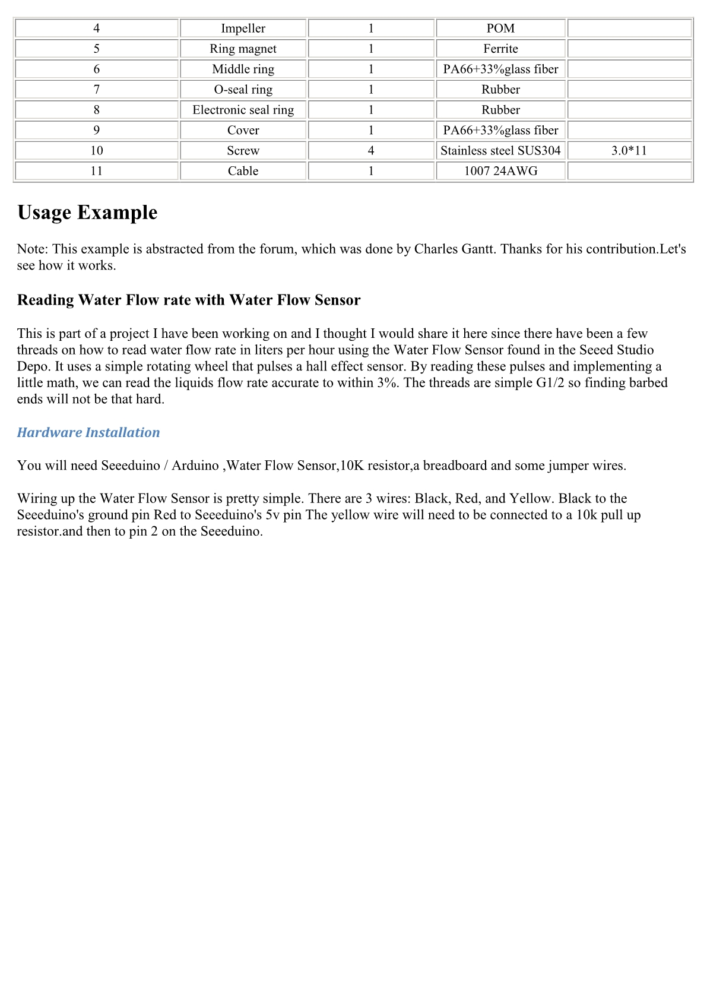 4 Impeller 1 POM
5 Ring magnet 1 Ferrite
6 Middle ring 1 PA66+33%glass fiber
7 O-seal ring 1 Rubber
8 Electronic seal ring 1 Rubber
9 Cover 1 PA66+33%glass fiber
10 Screw 4 Stainless steel SUS304 3.0*11
11 Cable 1 1007 24AWG
Usage Example
Note: This example is abstracted from the forum, which was done by Charles Gantt. Thanks for his contribution.Let's
see how it works.
Reading Water Flow rate with Water Flow Sensor
This is part of a project I have been working on and I thought I would share it here since there have been a few
threads on how to read water flow rate in liters per hour using the Water Flow Sensor found in the Seeed Studio
Depo. It uses a simple rotating wheel that pulses a hall effect sensor. By reading these pulses and implementing a
little math, we can read the liquids flow rate accurate to within 3%. The threads are simple G1/2 so finding barbed
ends will not be that hard.
Hardware Installation
You will need Seeeduino / Arduino ,Water Flow Sensor,10K resistor,a breadboard and some jumper wires.
Wiring up the Water Flow Sensor is pretty simple. There are 3 wires: Black, Red, and Yellow. Black to the
Seeeduino's ground pin Red to Seeeduino's 5v pin The yellow wire will need to be connected to a 10k pull up
resistor.and then to pin 2 on the Seeeduino.